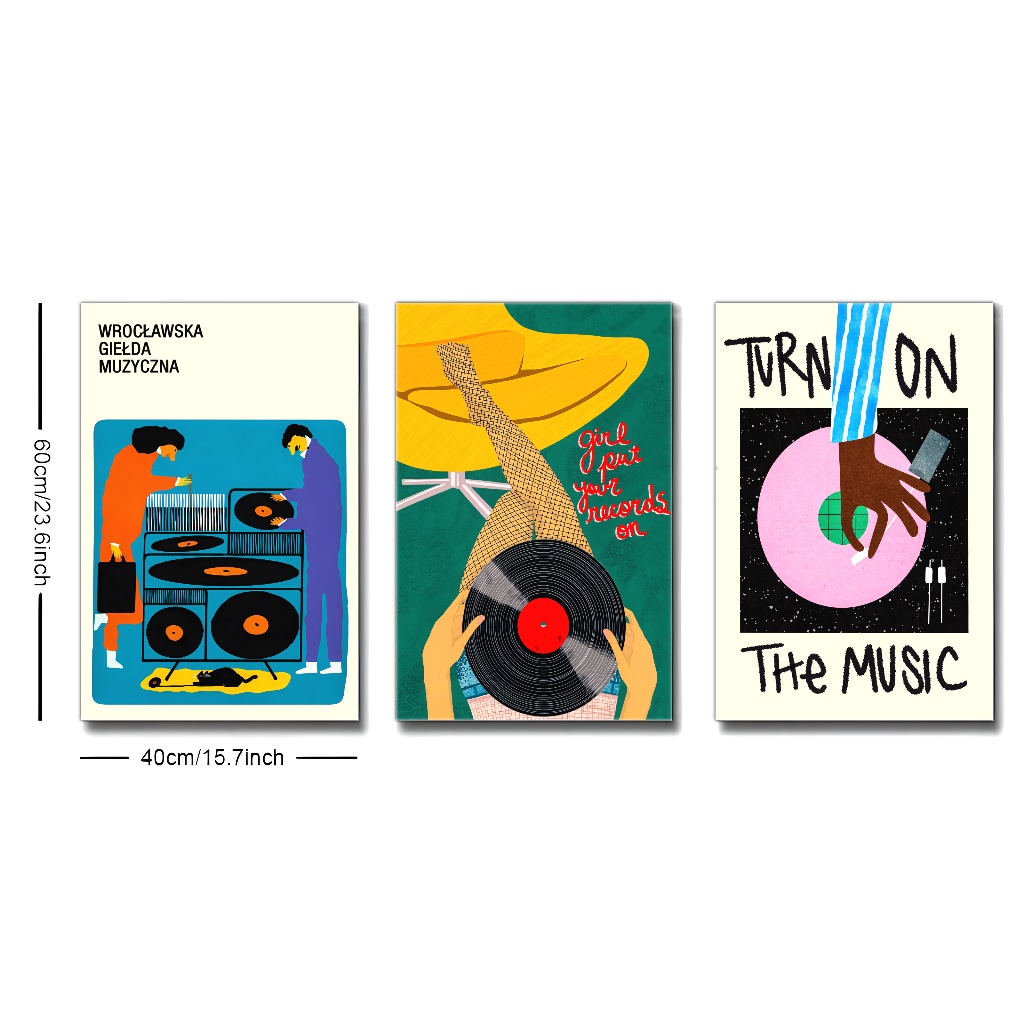 WROCŁAWSKA
GIEŁDA
MUZYCZNA
girl
put
your
records
on
TURN ON
THe MUSIC
60cm/23.6inch
40cm/15.7inch